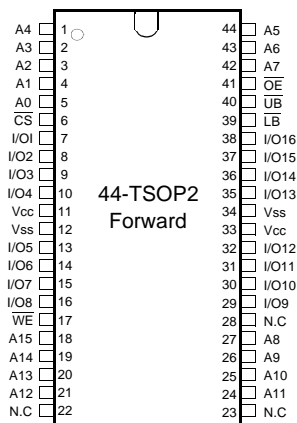 A4 1 44 A5
A3 2 43 A6
A2 3 42 A7
A1 4 41 OE
A0 5 40 UB
CS 6 39 LB
I/OI 7 38 I/O16
I/O2 8 37 I/O15
I/O3 9 36 I/O14
I/O4 10 35 I/O13
Vcc 11 34 Vss
Vss 12 33 Vcc
I/O5 13 32 I/O12
I/O6 14 31 I/O11
I/O7 15 30 I/O10
I/O8 16 29 I/O9
WE 17 28 N.C
A15 18 27 A8
A14 19 26 A9
A13 20 25 A10
A12 21 24 A11
N.C 22 23 N.C
44-TSOP2
Forward